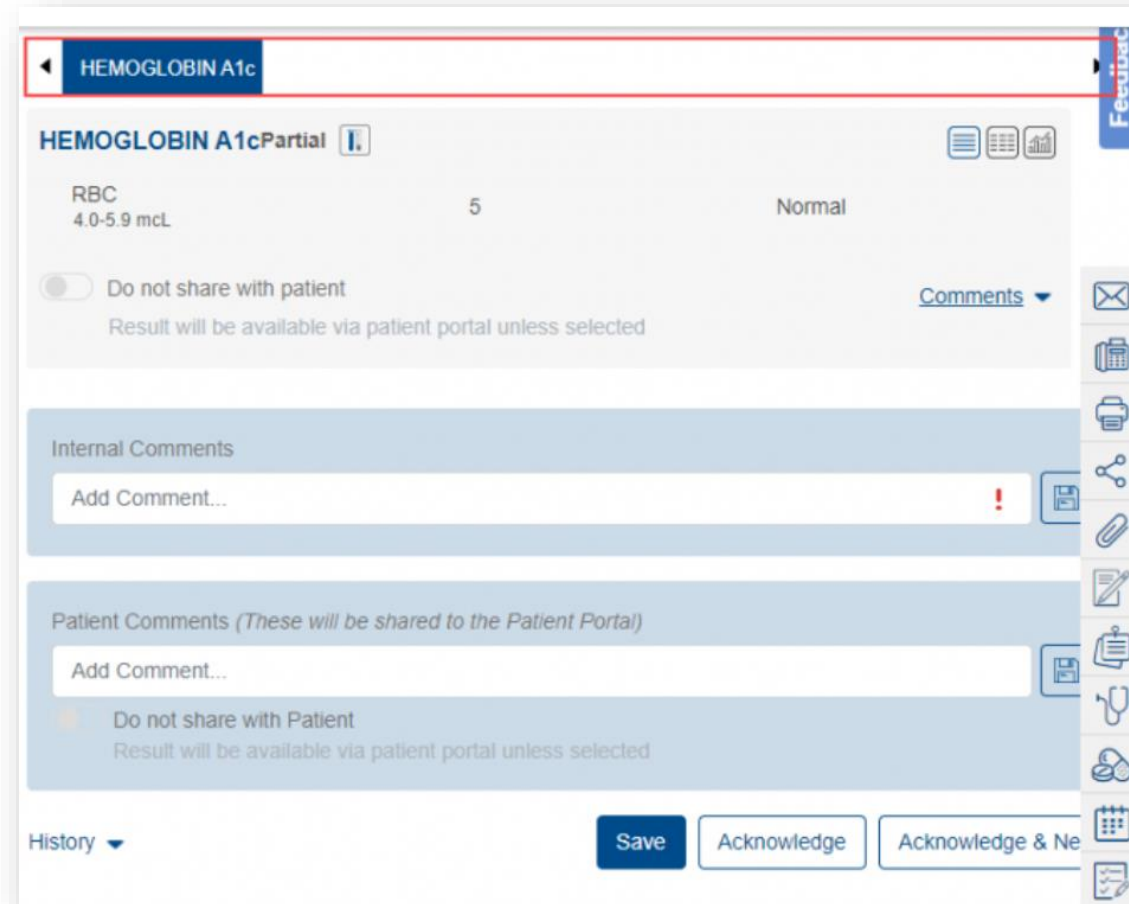 Feedbac
HEMOGLOBIN A1c
HEMOGLOBIN A1cPartial
RBC 5 Normal
4.0-5.9 mcL
Do not share with patient
Comments
Result will be available via patient portal unless selected
Internal Comments
Add Comment... !
Patient Comments (These will be shared to the Patient Portal)
Add Comment...
Do not share with Patient
Result will be available via patient portal unless selected
History Save Acknowledge Acknowledge & Ne